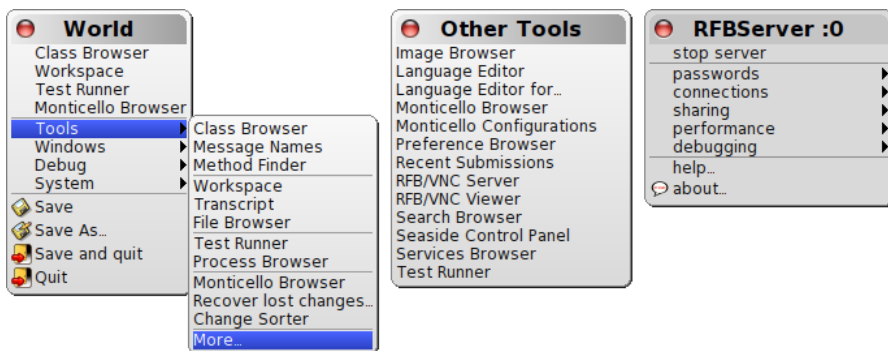 World
Class Browser
Workspace
Test Runner
Monticello Browser
Tools
Windows
Debug
System
Save
Save As…
Save and quit
Quit
Class Browser
Message Names
Method Finder
Workspace
Transcript
File Browser
Test Runner
Process Browser
Monticello Browser
Recover lost changes…
Change Sorter
More…
Other Tools
Image Browser
Language Editor
Language Editor for…
Monticello Browser
Monticello Configurations
Preference Browser
Recent Submissions
RFB/VNC Server
RFB/VNC Viewer
Search Browser
Seaside Control Panel
Services Browser
Test Runner
RFBServer :0
stop server
passwords
connections
sharing
performance
debugging
help…
about…